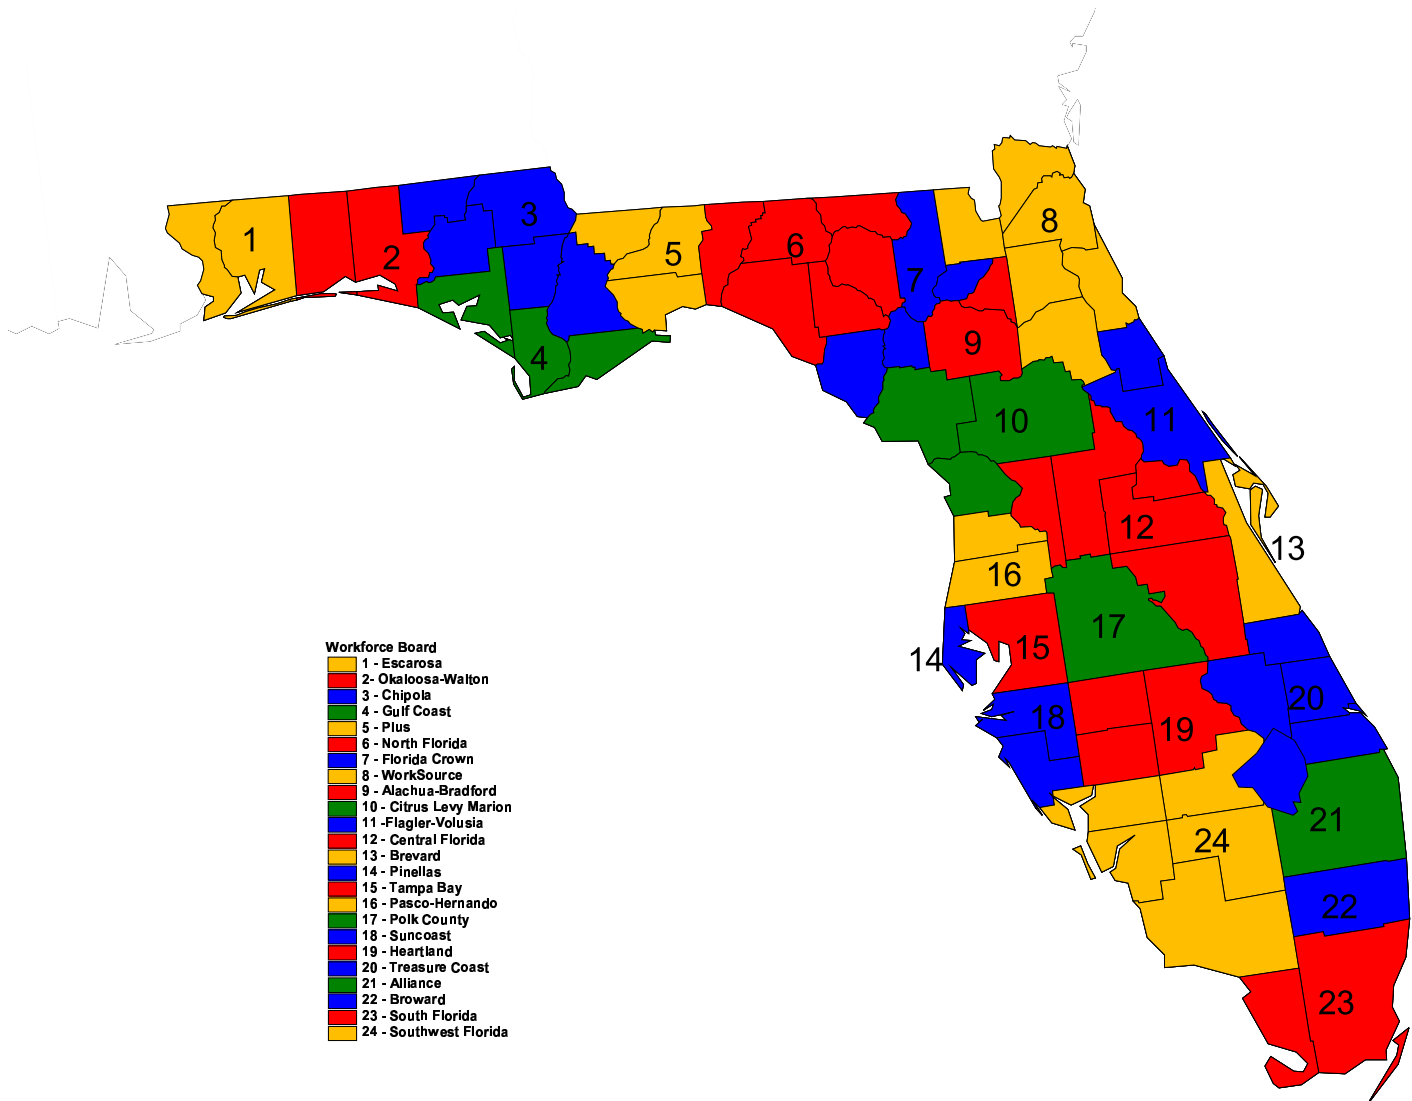 1
2
3
4
5
6
7
8
9
10
11
12
13
14
15
16
17
18
19
20
21
22
23
24
Workforce Board
1 - Escarosa
2- Okaloosa-Walton
3 - Chipola
4 - Gulf Coast
5 - Plus
6 - North Florida
7 - Florida Crown
8 - WorkSource
9 - Alachua-Bradford
10 - Citrus Levy Marion
11 -Flagler-Volusia
12 - Central Florida
13 - Brevard
14 - Pinellas
15 - Tampa Bay
16 - Pasco-Hernando
17 - Polk County
18 - Suncoast
19 - Heartland
20 - Treasure Coast
21 - Alliance
22 - Broward
23 - South Florida
24 - Southwest Florida